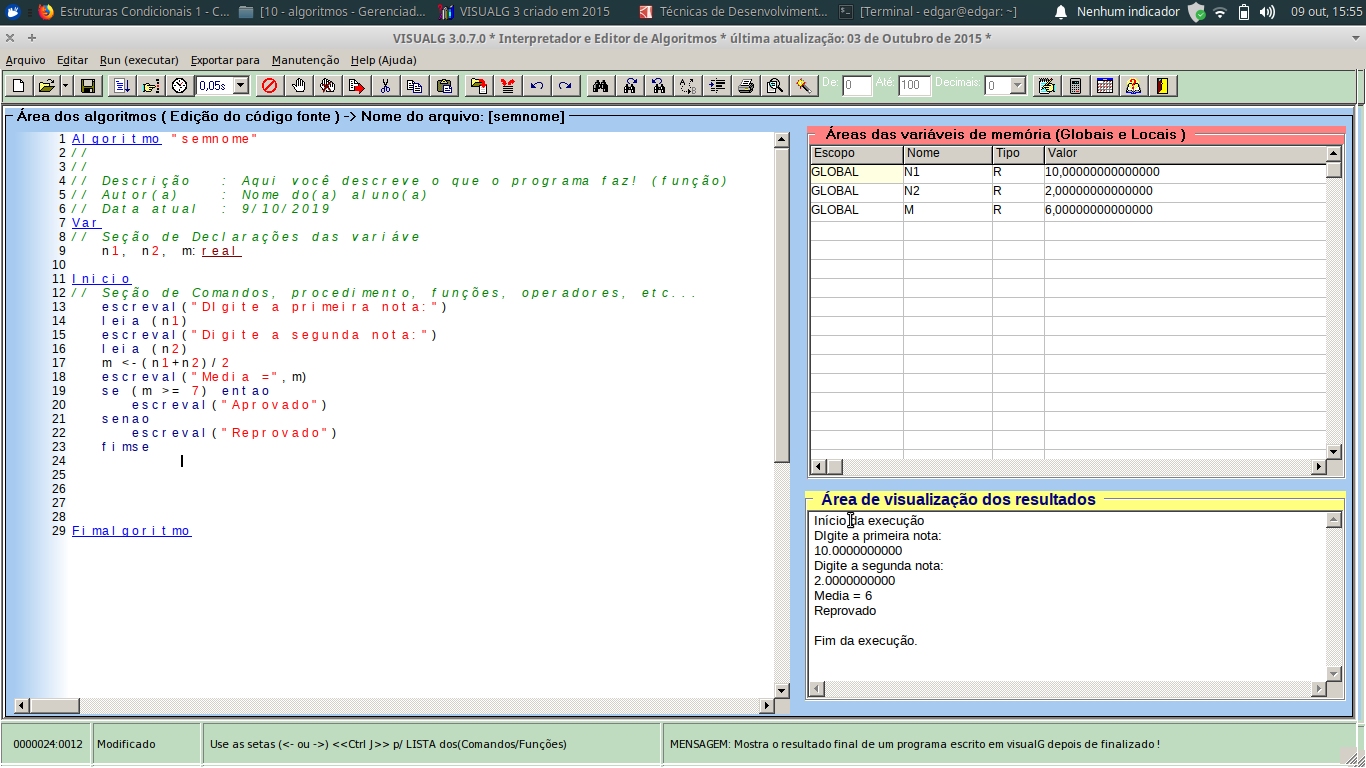 Estruturas Condicionais 1 - C... [10 - algoritmos - Gerenciad... VISUALG 3 criado em 2015 Técnicas de Desenvolviment... [Terminal - edgar@edgar: ~] Nenhum indicador 09 out, 15:55
VISUALG 3.0.7.0 * Interpretador e Editor de Algoritmos * última atualização: 03 de Outubro de 2015 *
Arquivo Editar Run (executar) Exportar para Manutenção Help (Ajuda)
0,05s De: 0 Até: 100 Decimais: 0
Área dos algoritmos ( Edição do código fonte ) -> Nome do arquivo: [semnome]
1 Algoritmo "semnome"
2 //
3 //
4 // Descrição : Aqui você descreve o que o programa faz! (função)
5 // Autor(a) : Nome do(a) aluno(a)
6 // Data atual : 9/10/2019
7 Var
8 // Seção de Declarações das variáve
9 n1, n2, m: real
10
11 Inicio
12 // Seção de Comandos, procedimento, funções, operadores, etc...
13 escreval("DIgite a primeira nota:")
14 leia (n1)
15 escreval("Digite a segunda nota:")
16 leia (n2)
17 m <-(n1+n2)/2
18 escreval("Media =", m)
19 se (m >= 7) entao
20 escreval("Aprovado")
21 senao
22 escreval("Reprovado")
23 fimse
24
25
26
27
28
29 Fimalgoritmo
Áreas das variáveis de memória (Globais e Locais )
Escopo Nome Tipo Valor
GLOBAL N1 R 10,00000000000000
GLOBAL N2 R 2,00000000000000
GLOBAL M R 6,00000000000000
Área de visualização dos resultados
Início da execução
DIgite a primeira nota:
10.0000000000
Digite a segunda nota:
2.0000000000
Media = 6
Reprovado
Fim da execução.
0000024:0012 Modificado Use as setas (<- ou ->) <<Ctrl J>> p/ LISTA dos(Comandos/Funções) MENSAGEM: Mostra o resultado final de um programa escrito em visualG depois de finalizado !